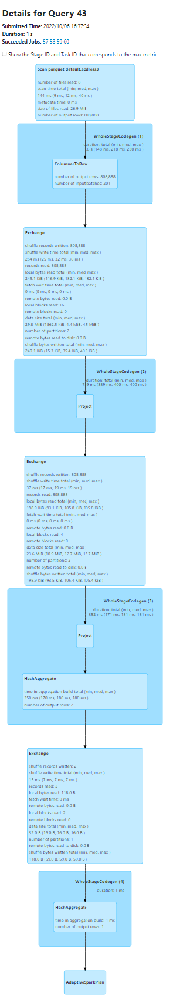 Details for Query 43
Submitted Time: 2022/10/06 16:37:34
Duration: 1 s
Succeeded Jobs: 57 58 59 60
Show the Stage ID and Task ID that corresponds to the max metric
Scan parquet default.address3
number of files read: 8
scan time total (min, med, max )
144 ms (9 ms, 12 ms, 40 ms )
metadata time: 0 ms
size of files read: 26.9 MiB
number of output rows: 808,888
WholeStageCodegen (1)
duration: total (min, med, max )
1.6 s (148 ms, 218 ms, 230 ms )
ColumnarToRow
number of output rows: 808,888
number of input batches: 201
Exchange
shuffle records written: 808,888
shuffle write time total (min, med, max )
254 ms (25 ms, 32 ms, 36 ms )
records read: 808,888
local bytes read total (min, med, max )
249.1 KiB (116.9 KiB, 132.1 KiB, 132.1 KiB )
fetch wait time total (min, med, max )
0 ms (0 ms, 0 ms, 0 ms )
remote bytes read: 0.0 B
local blocks read: 16
remote blocks read: 0
data size total (min, med, max )
29.8 MiB (1862.5 KiB, 4.4 MiB, 4.5 MiB )
number of partitions: 2
remote bytes read to disk: 0.0 B
shuffle bytes written total (min, med, max )
249.1 KiB (15.3 KiB, 35.4 KiB, 40.0 KiB )
WholeStageCodegen (2)
duration: total (min, med, max )
789 ms (389 ms, 400 ms, 400 ms )
Project
Exchange
shuffle records written: 808,888
shuffle write time total (min, med, max )
37 ms (17 ms, 19 ms, 19 ms )
records read: 808,888
local bytes read total (min, med, max )
198.9 KiB (93.1 KiB, 105.8 KiB, 105.8 KiB )
fetch wait time total (min, med, max )
0 ms (0 ms, 0 ms, 0 ms )
remote bytes read: 0.0 B
local blocks read: 4
remote blocks read: 0
data size total (min, med, max )
23.6 MiB (10.9 MiB, 12.7 MiB, 12.7 MiB )
number of partitions: 2
remote bytes read to disk: 0.0 B
shuffle bytes written total (min, med, max )
198.9 KiB (93.5 KiB, 105.4 KiB, 105.4 KiB )
WholeStageCodegen (3)
duration: total (min, med, max )
352 ms (171 ms, 181 ms, 181 ms )
Project
HashAggregate
time in aggregation build total (min, med, max )
350 ms (170 ms, 180 ms, 180 ms )
number of output rows: 2
Exchange
shuffle records written: 2
shuffle write time total (min, med, max )
15 ms (7 ms, 7 ms, 7 ms )
records read: 2
local bytes read: 118.0 B
fetch wait time: 0 ms
remote bytes read: 0.0 B
local blocks read: 2
remote blocks read: 0
data size total (min, med, max )
32.0 B (16.0 B, 16.0 B, 16.0 B )
number of partitions: 1
remote bytes read to disk: 0.0 B
shuffle bytes written total (min, med, max )
118.0 B (59.0 B, 59.0 B, 59.0 B )
WholeStageCodegen (4)
duration: 1 ms
HashAggregate
time in aggregation build: 1 ms
number of output rows: 1
AdaptiveSparkPlan